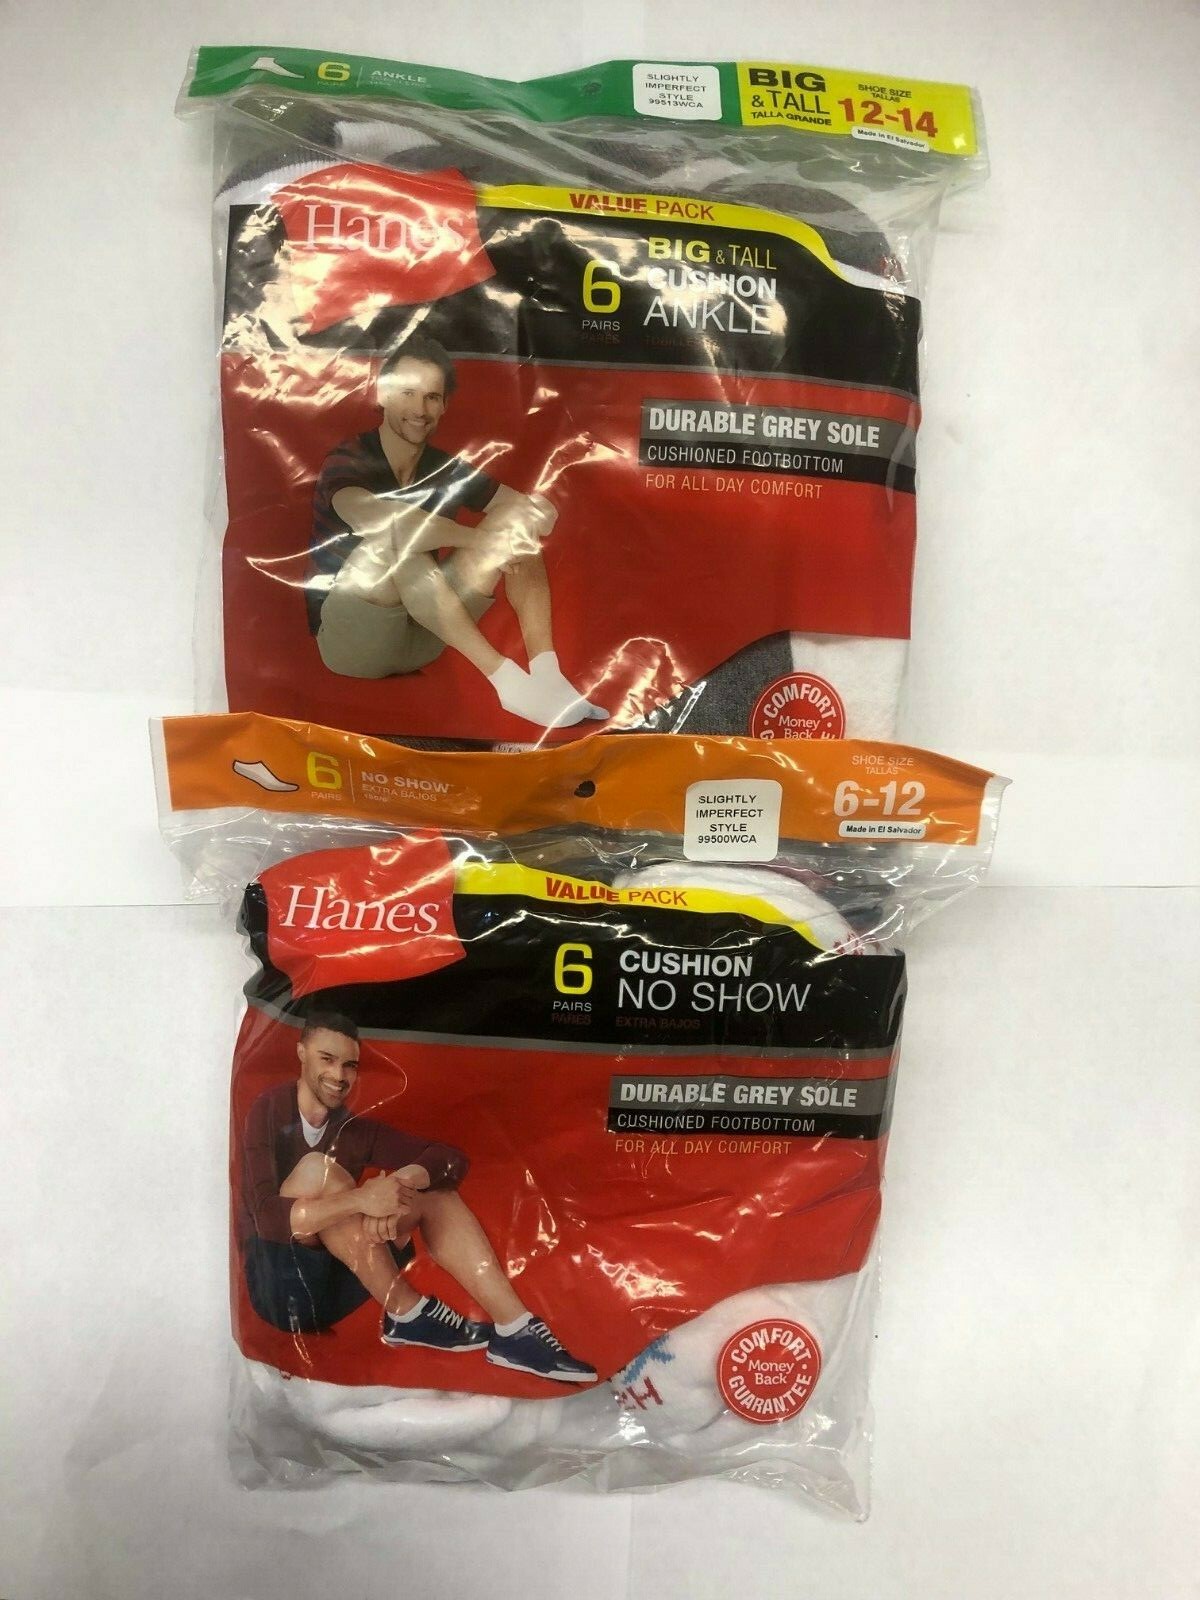 6
PAIRS
ANKLE
SLIGHTLY
IMPERFECT
STYLE
99513WCA
BIG
& TALL
TALLA GRANDE
SHOE SIZE
TALLAS
12-14
Made in El Salvador
Hanes
VALUE PACK
6
PAIRS
PARES
BIG & TALL
CUSHION
ANKLE
DURABLE GREY SOLE
CUSHIONED FOOTBOTTOM
FOR ALL DAY COMFORT
COMFORT
Money
Back
6
PAIRS
NO SHOW
EXTRA BAJOS
SLIGHTLY
IMPERFECT
STYLE
99500WCA
SHOE SIZE
TALLAS
6-12
Made in El Salvador
Hanes
VALUE PACK
6
PAIRS
PARES
CUSHION
NO SHOW
EXTRA BAJOS
DURABLE GREY SOLE
CUSHIONED FOOTBOTTOM
FOR ALL DAY COMFORT
COMFORT
Money
Back
GUARANTEE